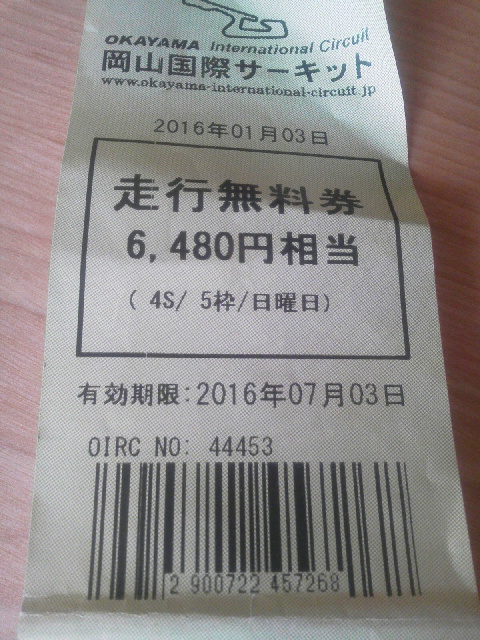 OKAYAMA International Circuit
岡山国際サーキット
www.okayama-international-circuit.jp
2016年01月03日
走行無料券
6,480円相当
( 4S/ 5枠/日曜日)
有効期限:2016年07月03日
OIRC NO: 44453
2 900722 457268